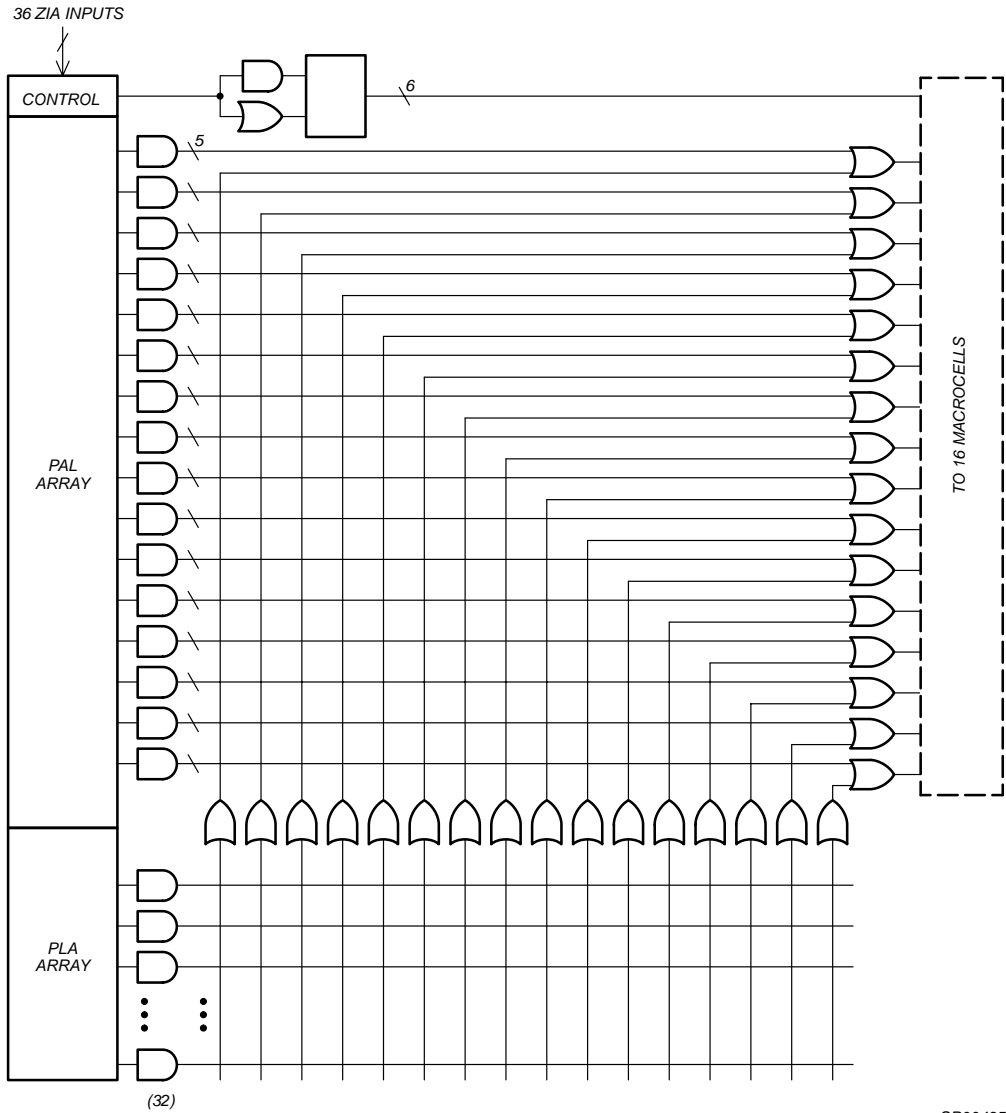 36 ZIA INPUTS
CONTROL
6
5
PAL
ARRAY
TO 16 MACROCELLS
PLA
ARRAY
(32)